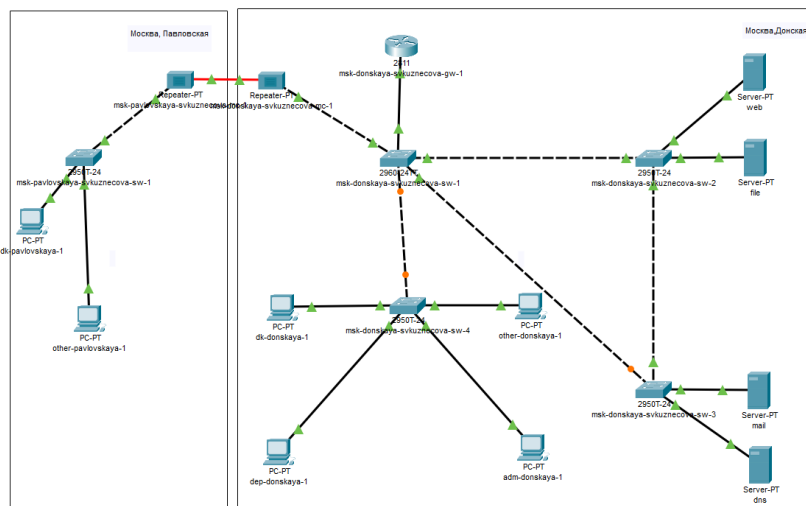 Москва, Павловская
Москва,Донская
2811
msk-donskaya-svkuznecova-gw-1
Repeater-PT
Repeater-PT
msk-donskaya-svkuznecova-mc-1
Server-PT
web
2950T-24
msk-pavlovskaya-svkuznecova-sw-1
2960-24TT
msk-donskaya-svkuznecova-sw-1
2950T-24
msk-donskaya-svkuznecova-sw-2
Server-PT
file
PC-PT
dk-pavlovskaya-1
PC-PT
other-pavlovskaya-1
PC-PT
dk-donskaya-1
2950T-24
msk-donskaya-svkuznecova-sw-4
PC-PT
other-donskaya-1
2950T-24
msk-donskaya-svkuznecova-sw-3
Server-PT
mail
PC-PT
dep-donskaya-1
PC-PT
adm-donskaya-1
Server-PT
dns